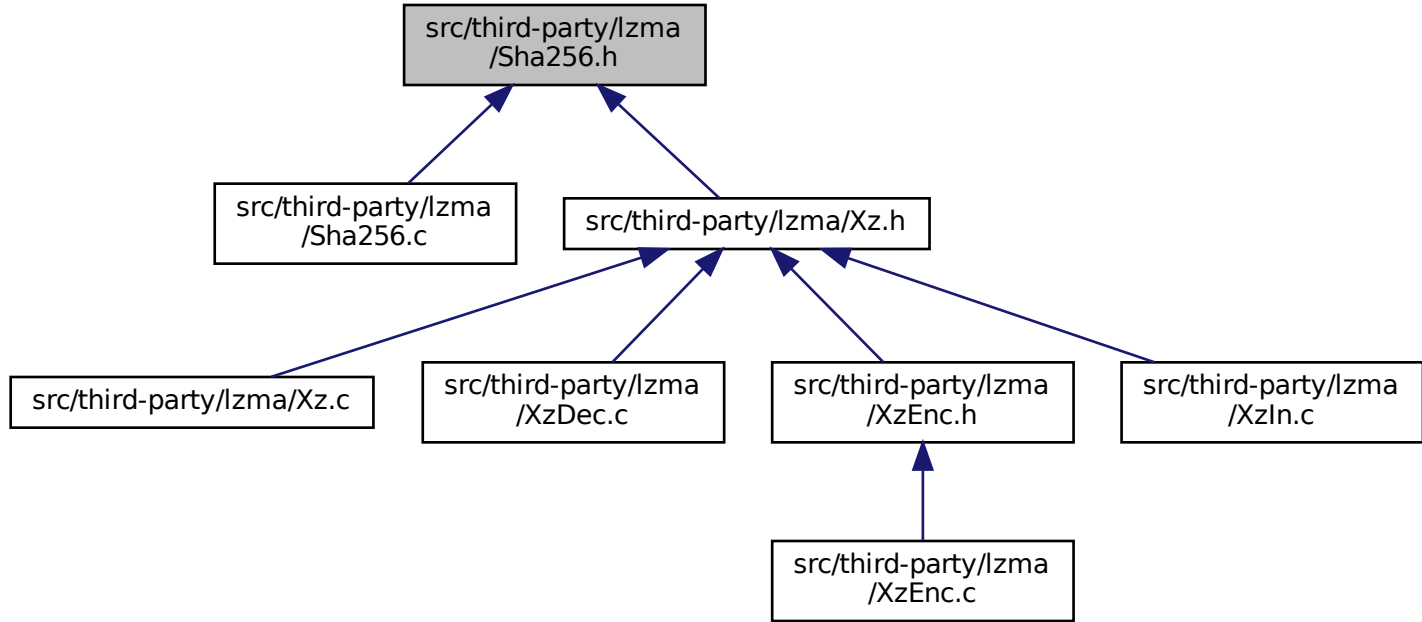 src/third-party/lzma
/Sha256.h
src/third-party/lzma
/Sha256.c
src/third-party/lzma/Xz.h
src/third-party/lzma/Xz.c
src/third-party/lzma
/XzDec.c
src/third-party/lzma
/XzEnc.h
src/third-party/lzma
/XzIn.c
src/third-party/lzma
/XzEnc.c